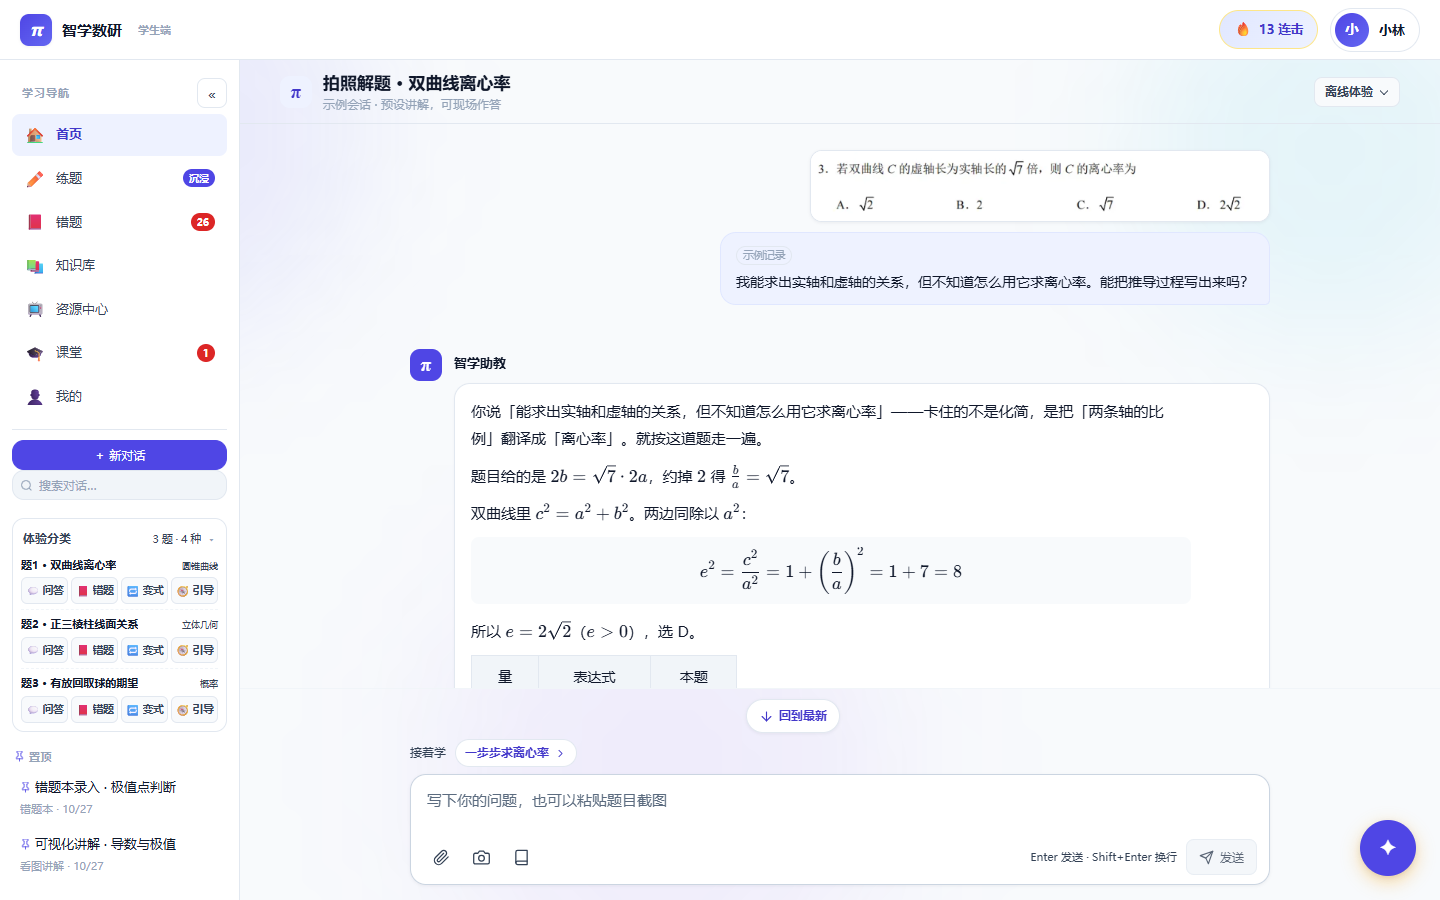 π 智学数研 学生端
13 连击
小 小林
学习导航 «
首页
练题 沉浸
错题 26
知识库
资源中心
课堂 1
我的
+ 新对话
搜索对话...
体验分类 3 题 · 4 种
题1 · 双曲线离心率 圆锥曲线
问答 错题 变式 引导
题2 · 正三棱柱线面关系 立体几何
问答 错题 变式 引导
题3 · 有放回取球的期望 概率
问答 错题 变式 引导
置顶
错题本录入 · 极值点判断
错题本 · 10/27
可视化讲解 · 导数与极值
看图讲解 · 10/27
π 拍照解题 · 双曲线离心率
示例会话 · 预设讲解，可现场作答
离线体验
3. 若双曲线 C 的虚轴长为实轴长的 √7 倍，则 C 的离心率为
A. √2 B. 2 C. √7 D. 2√2
示例记录
我能求出实轴和虚轴的关系，但不知道怎么用它求离心率。能把推导过程写出来吗？
π 智学助教
你说「能求出实轴和虚轴的关系，但不知道怎么用它求离心率」——卡住的不是化简，是把「两条轴的比
例」翻译成「离心率」。就按这道题走一遍。
题目给的是 2b = √7 · 2a，约掉 2 得 b/a = √7。
双曲线里 c² = a² + b²。两边同除以 a²：
e² = c²/a² = 1 + (b/a)² = 1 + 7 = 8
所以 e = 2√2（e > 0），选 D。
量 表达式 本题
回到最新
接着学 一步步求离心率
写下你的问题，也可以粘贴题目截图
Enter 发送 · Shift+Enter 换行 发送